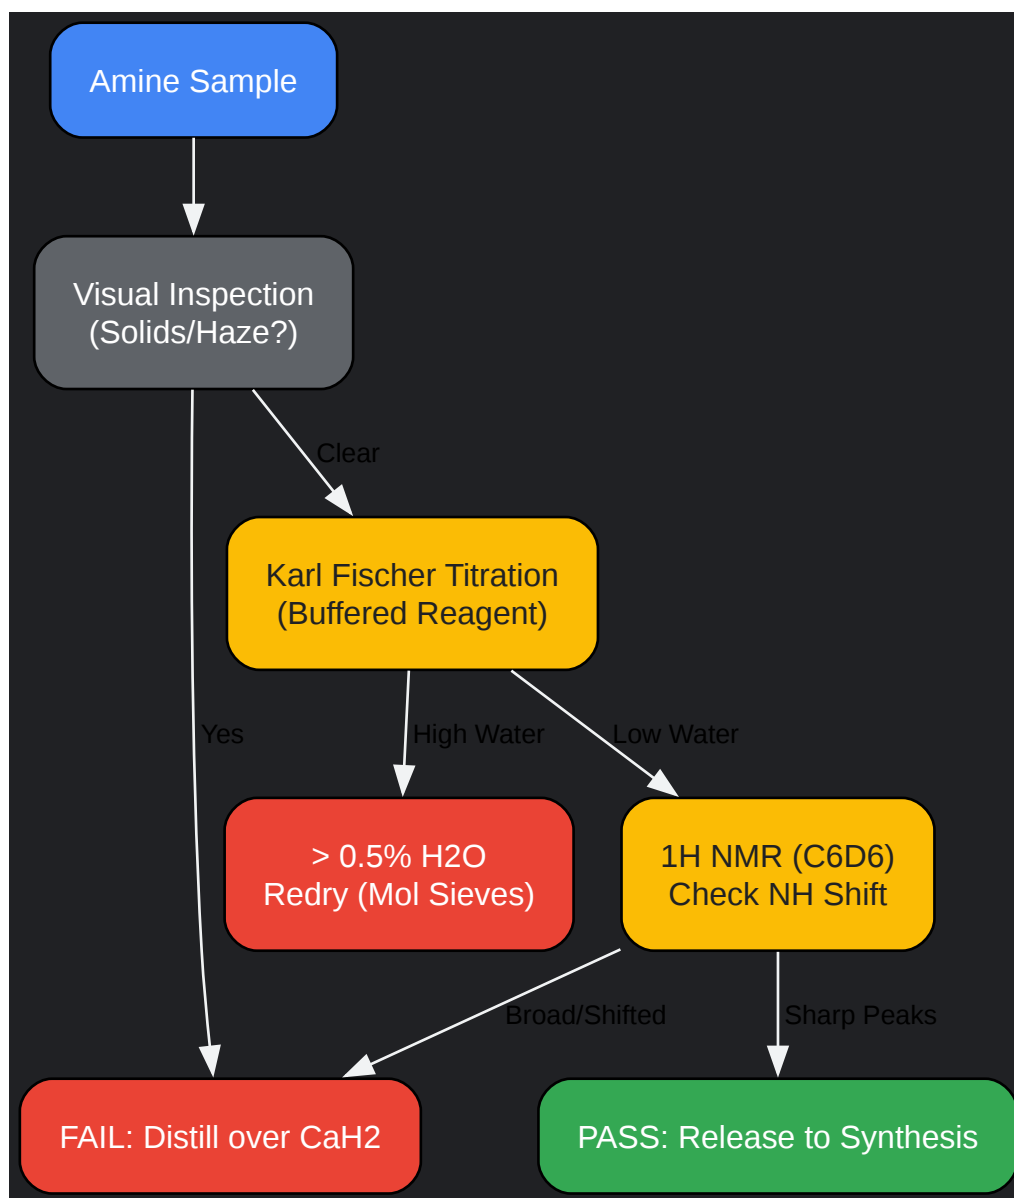 Amine Sample
Visual Inspection
(Solids/Haze?)
Clear
Karl Fischer Titration
(Buffered Reagent)
Yes
High Water
Low Water
> 0.5% H2O
Redry (Mol Sieves)
1H NMR (C6D6)
Check NH Shift
Broad/Shifted
Sharp Peaks
FAIL: Distill over CaH2
PASS: Release to Synthesis